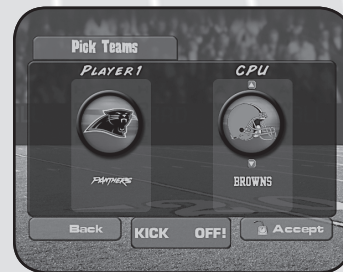 Pick Teams
PLAYER 1 CPU
PANTHERS BROWNS
Back KICK OFF! Accept